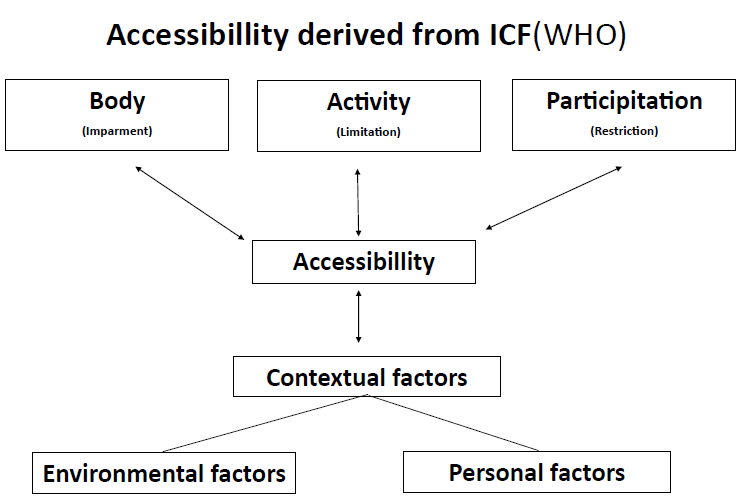 Accessibillity derived from ICF(WHO)
Body
(Imparment)
Activity
(Limitation)
Participitation
(Restriction)
Accessibillity
Contextual factors
Environmental factors
Personal factors